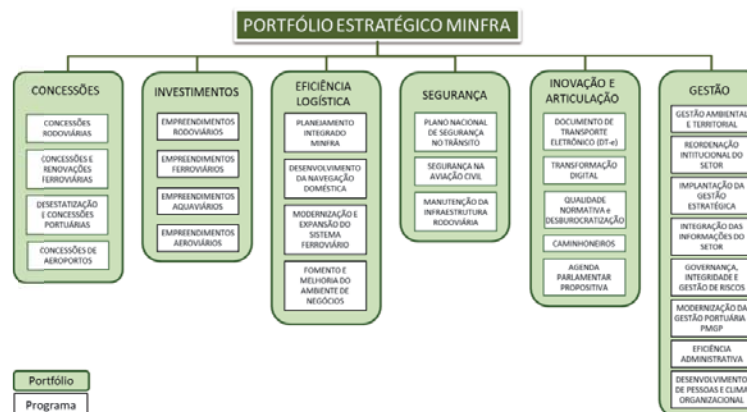 PORTFÓLIO ESTRATÉGICO MINFRA
CONCESSÕES
CONCESSÕES
RODOVIÁRIAS
CONCESSÕES E
RENOVAÇÕES
FERROVIÁRIAS
DESESTATIZAÇÃO
E CONCESSÕES
PORTUÁRIAS
CONCESSÕES DE
AEROPORTOS
INVESTIMENTOS
EMPREENDIMENTOS
RODOVIÁRIOS
EMPREENDIMENTOS
FERROVIÁRIOS
EMPREENDIMENTOS
AQUAVIÁRIOS
EMPREENDIMENTOS
AEROVIÁRIOS
EFICIÊNCIA
LOGÍSTICA
PLANEJAMENTO
INTEGRADO
MINFRA
DESENVOLVIMENTO
DA NAVEGAÇÃO
DOMÉSTICA
MODERNIZAÇÃO E
EXPANSÃO DO
SISTEMA
FERROVIÁRIO
FOMENTO E
MELHORIA DO
AMBIENTE DE
NEGÓCIOS
SEGURANÇA
PLANO NACIONAL
DE SEGURANÇA
NO TRÂNSITO
SEGURANÇA NA
AVIAÇÃO CIVIL
MANUTENÇÃO DA
INFRAESTRUTURA
RODOVIÁRIA
INOVAÇÃO E
ARTICULAÇÃO
DOCUMENTO DE
TRANSPORTE
ELETRÔNICO (DT-e)
TRANSFORMAÇÃO
DIGITAL
QUALIDADE
NORMATIVA e
DESBUROCRATIZAÇÃO
CAMINHONEIROS
AGENDA
PARLAMENTAR
PROPOSITIVA
GESTÃO
GESTÃO AMBIENTAL
E TERRITORIAL
REORDENAÇÃO
INTITUCIONAL DO
SETOR
IMPLANTAÇÃO DA
GESTÃO
ESTRATÉGICA
INTEGRAÇÃO DAS
INFORMAÇÕES DO
SETOR
GOVERNANÇA,
INTEGRIDADE E
GESTÃO DE RISCOS
MODERNIZAÇÃO DA
GESTÃO PORTUÁRIA
PMGP
EFICIÊNCIA
ADMINISTRATIVA
DESENVOLVIMENTO
DE PESSOAS E CLIMA
ORGANIZACIONAL
Portfólio
Programa